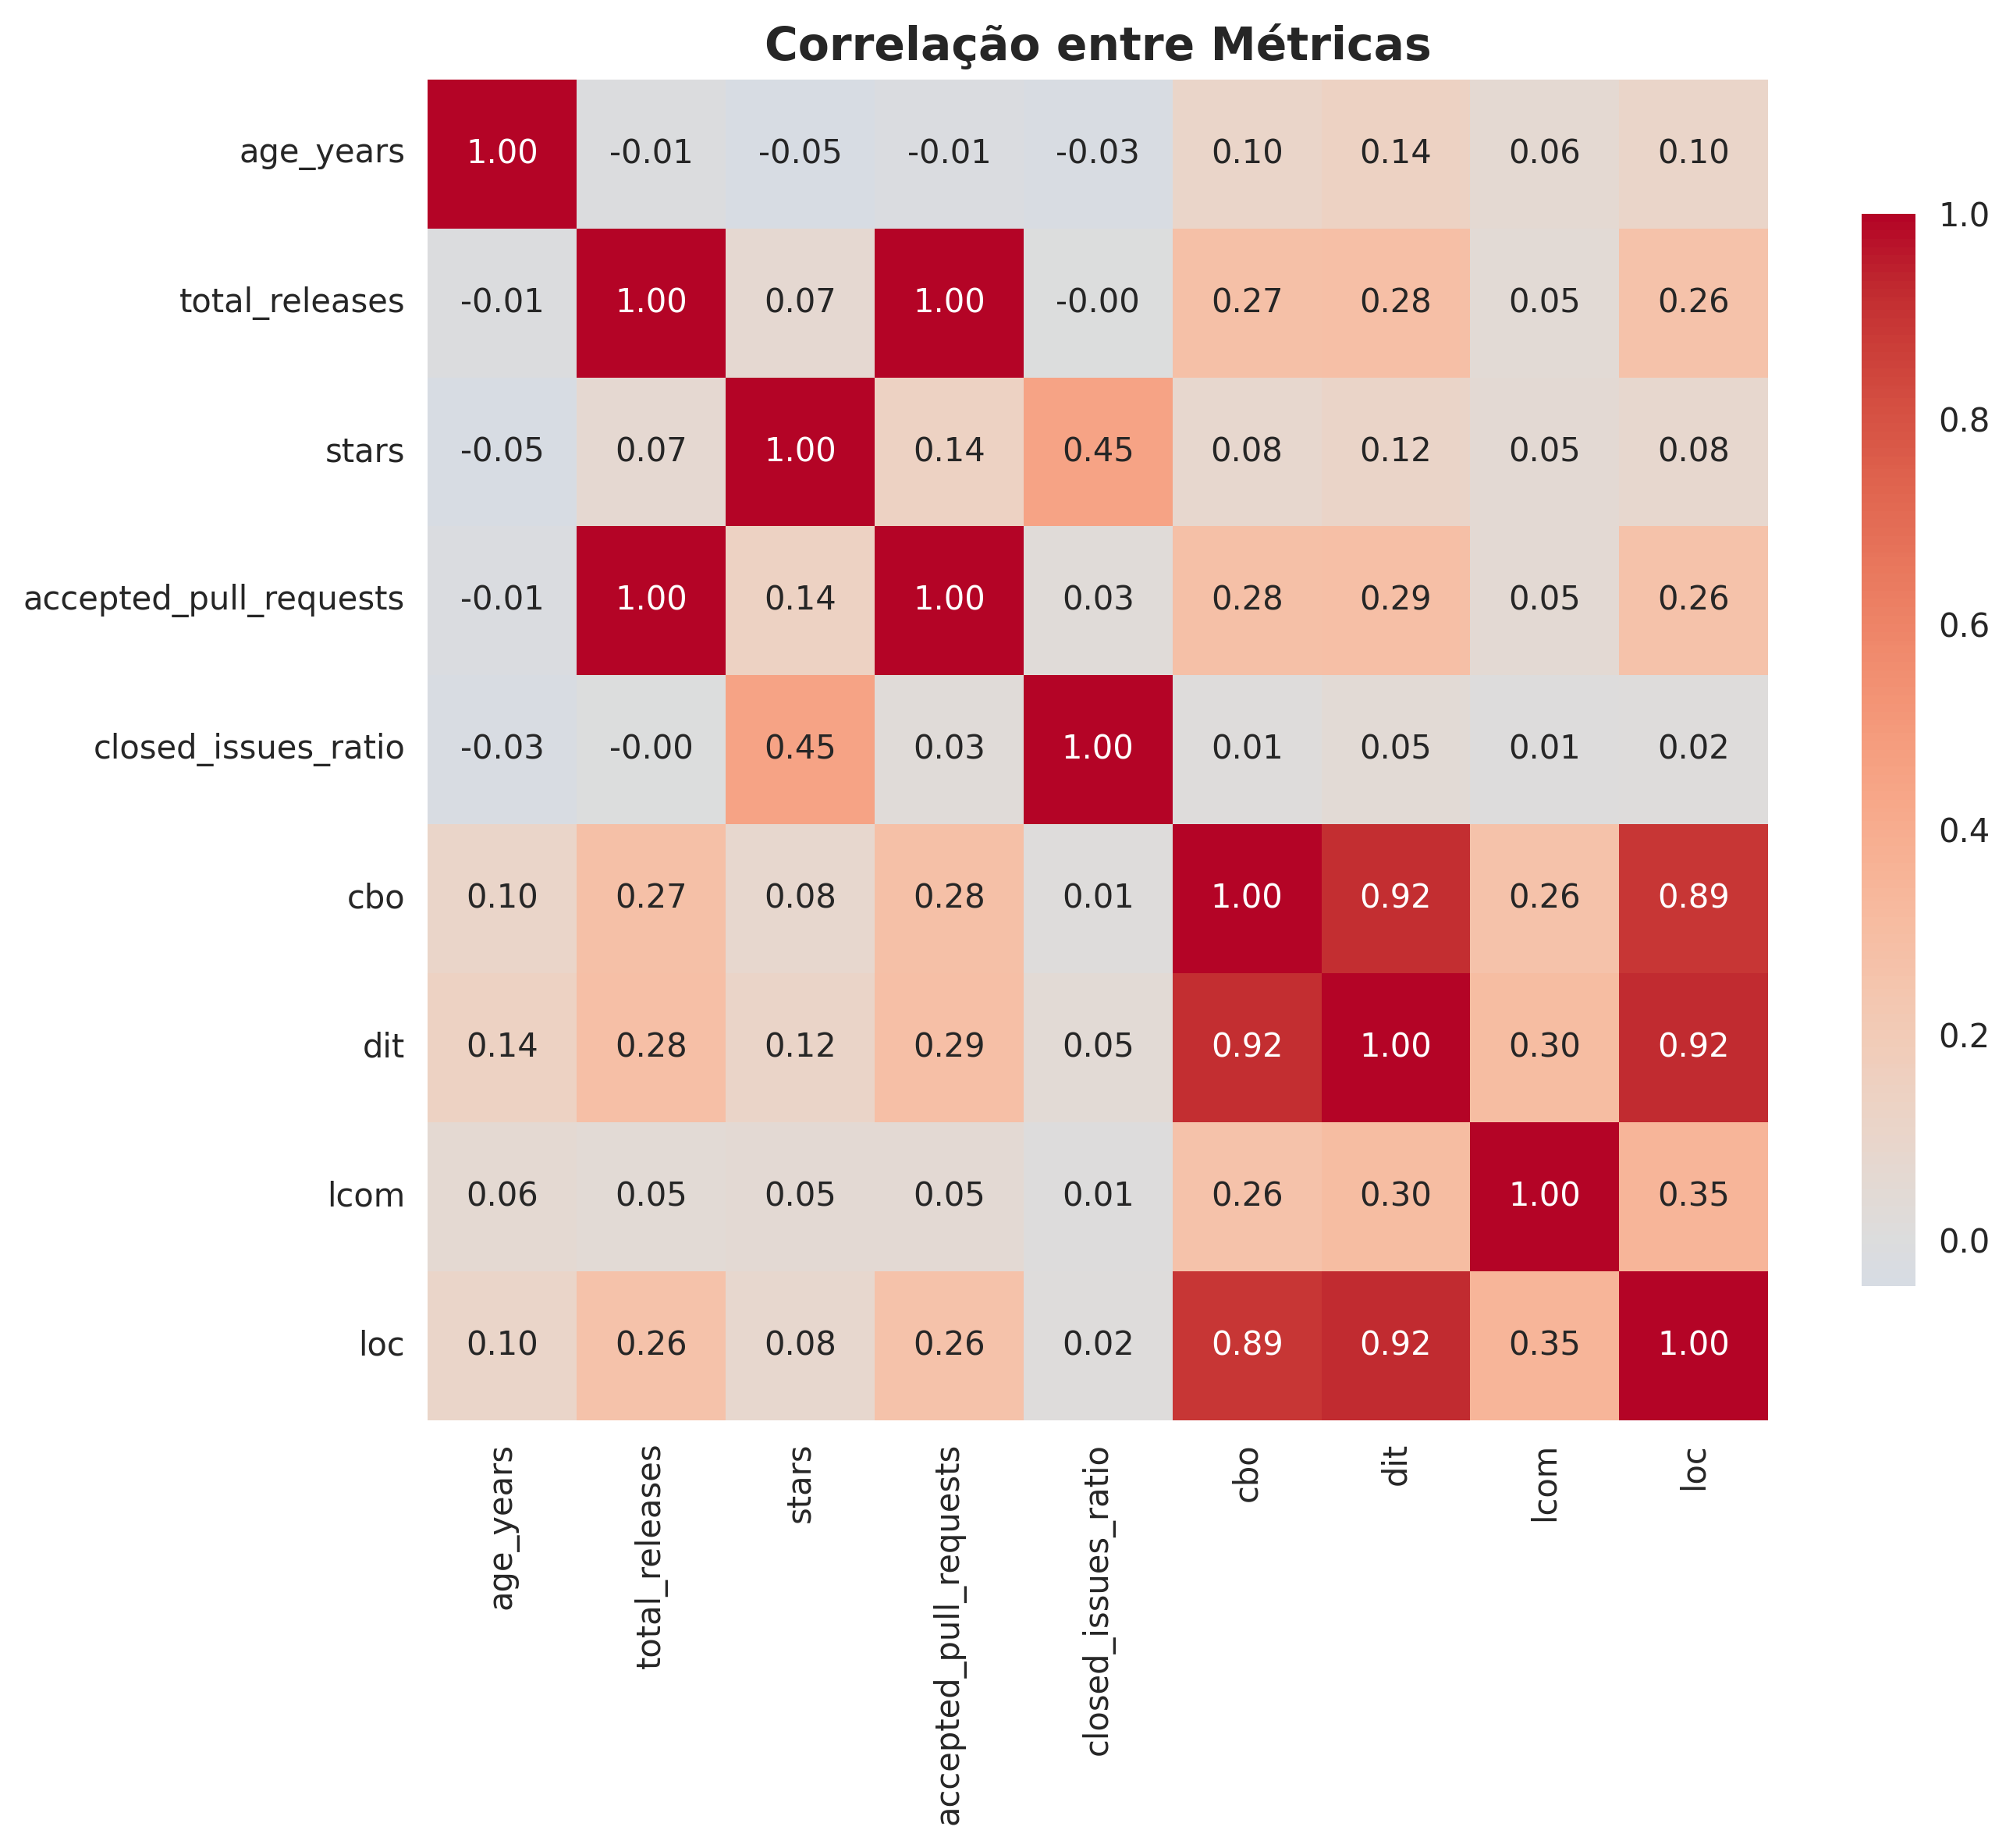 Correlação entre Métricas
age_years 1.00 -0.01 -0.05 -0.01 -0.03 0.10 0.14 0.06 0.10
total_releases -0.01 1.00 0.07 1.00 -0.00 0.27 0.28 0.05 0.26
stars -0.05 0.07 1.00 0.14 0.45 0.08 0.12 0.05 0.08
accepted_pull_requests -0.01 1.00 0.14 1.00 0.03 0.28 0.29 0.05 0.26
closed_issues_ratio -0.03 -0.00 0.45 0.03 1.00 0.01 0.05 0.01 0.02
cbo 0.10 0.27 0.08 0.28 0.01 1.00 0.92 0.26 0.89
dit 0.14 0.28 0.12 0.29 0.05 0.92 1.00 0.30 0.92
lcom 0.06 0.05 0.05 0.05 0.01 0.26 0.30 1.00 0.35
loc 0.10 0.26 0.08 0.26 0.02 0.89 0.92 0.35 1.00
age_years
total_releases
stars
accepted_pull_requests
closed_issues_ratio
cbo
dit
lcom
loc
1.0
0.8
0.6
0.4
0.2
0.0